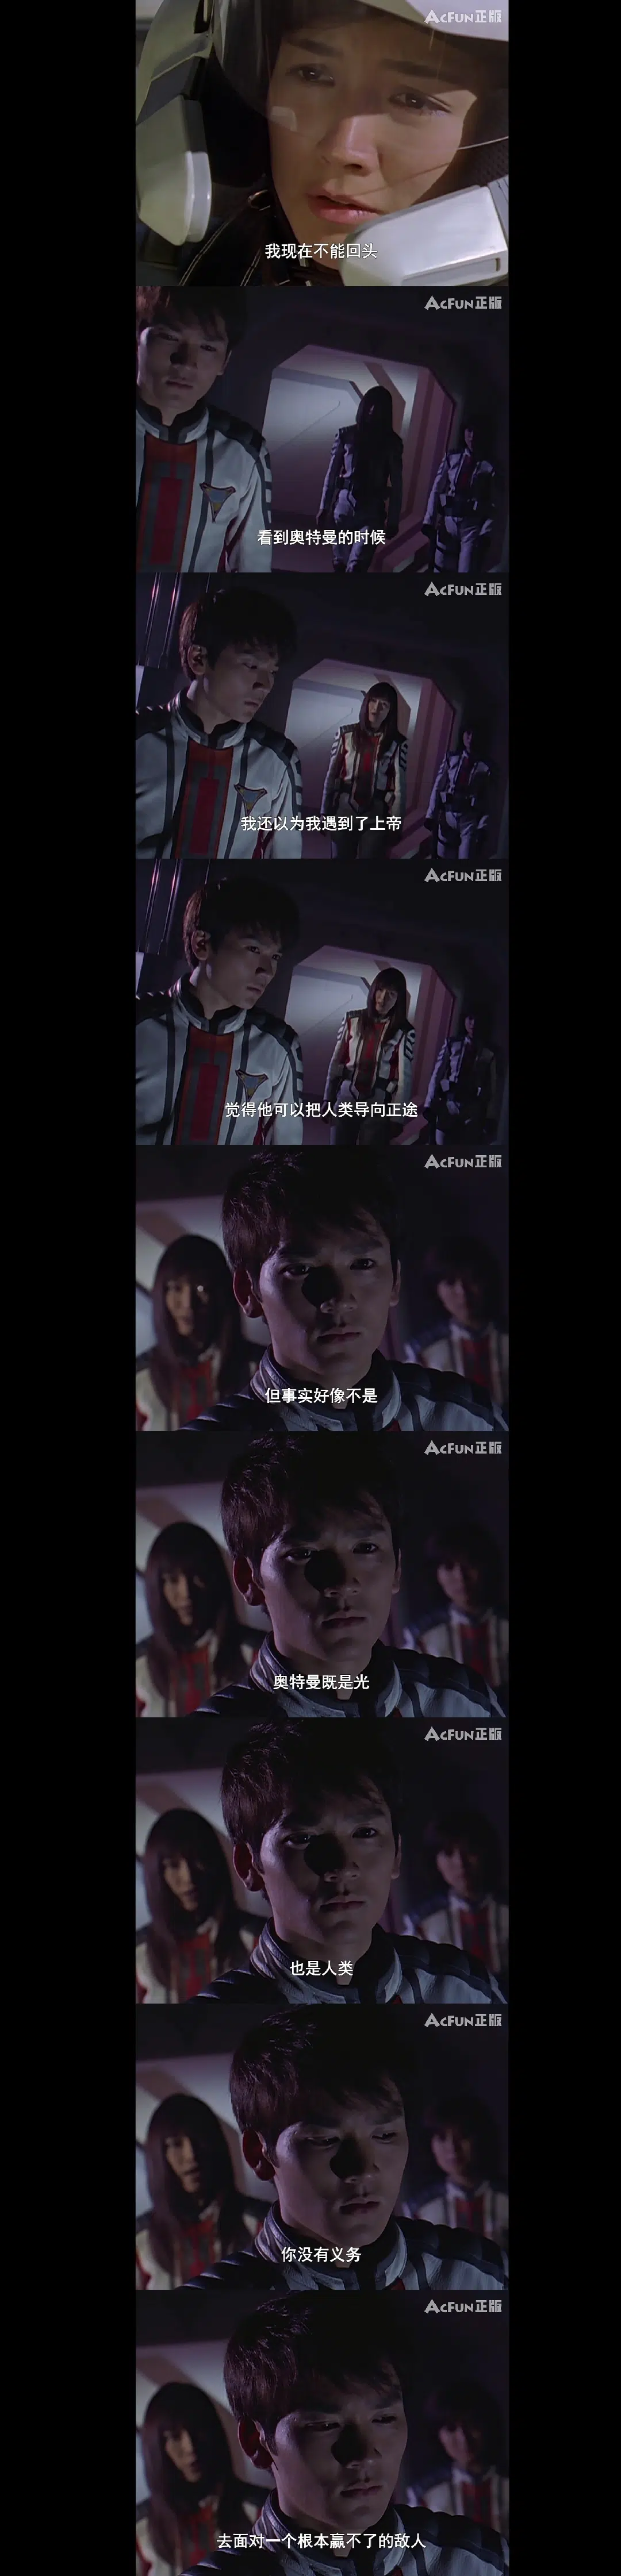 AcFun正版
我现在不能回头
AcFun正版
看到奥特曼的时候
AcFun正版
我还以为我遇到了上帝
AcFun正版
觉得他可以把人类导向正途
AcFun正版
但事实好像不是
AcFun正版
奥特曼既是光
AcFun正版
也是人类
AcFun正版
你没有义务
AcFun正版
去面对一个根本赢不了的敌人